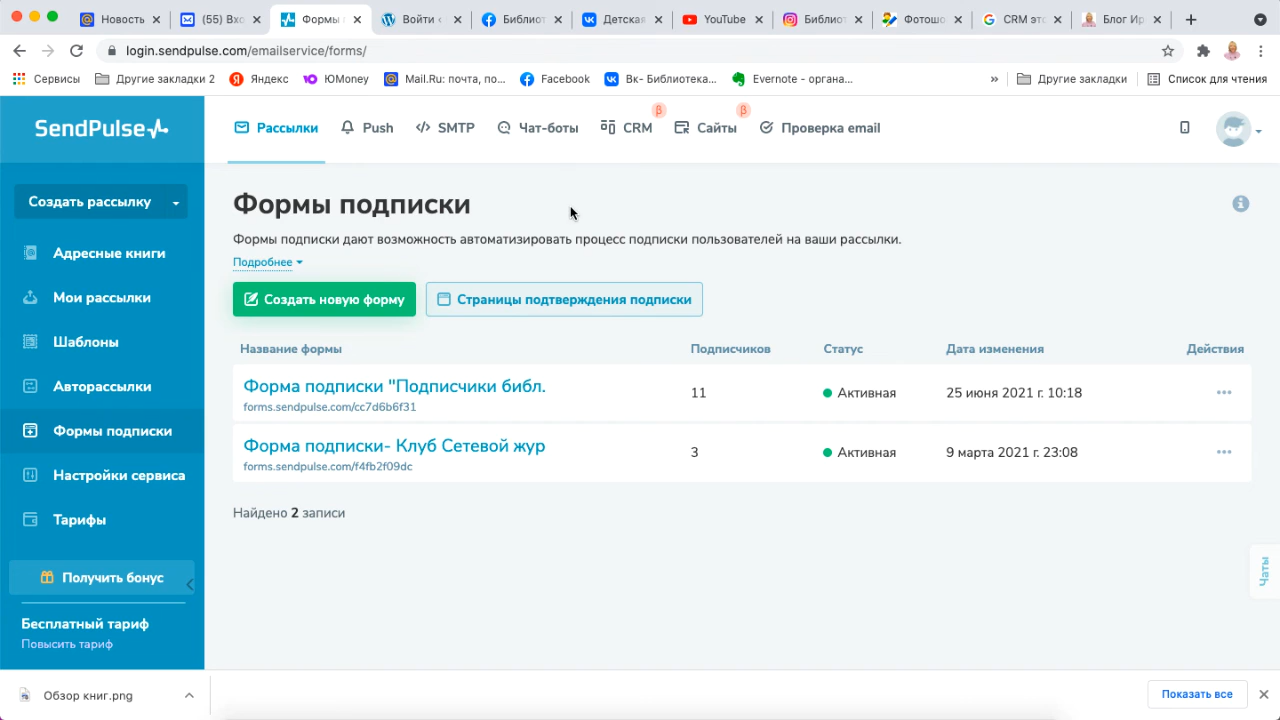 Новость
(55) Вхо
Формы
Войти ‹
Библиот
Детская
YouTube
Библиот
Фотошо
CRM это
Блог Ир
login.sendpulse.com/emailservice/forms/
Сервисы
Другие закладки 2
Яндекс
ЮMoney
Mail.Ru: почта, по...
Facebook
Вк- Библиотека...
Evernote - органа...
»
Другие закладки
Список для чтения
SendPulse
Рассылки
Push
SMTP
Чат-боты
CRM
β
Сайты
β
Проверка email
Создать рассылку
Адресные книги
Мои рассылки
Шаблоны
Авторассылки
Формы подписки
Настройки сервиса
Тарифы
Получить бонус
Бесплатный тариф
Повысить тариф
Формы подписки
Формы подписки дают возможность автоматизировать процесс подписки пользователей на ваши рассылки.
Подробнее
Создать новую форму
Страницы подтверждения подписки
Название формы
Подписчиков
Статус
Дата изменения
Действия
Форма подписки "Подписчики библ.
forms.sendpulse.com/cc7d6b6f31
11
Активная
25 июня 2021 г. 10:18
Форма подписки- Клуб Сетевой жур
forms.sendpulse.com/f4fb2f09dc
3
Активная
9 марта 2021 г. 23:08
Найдено 2 записи
Чаты
Обзор книг.png
Показать все